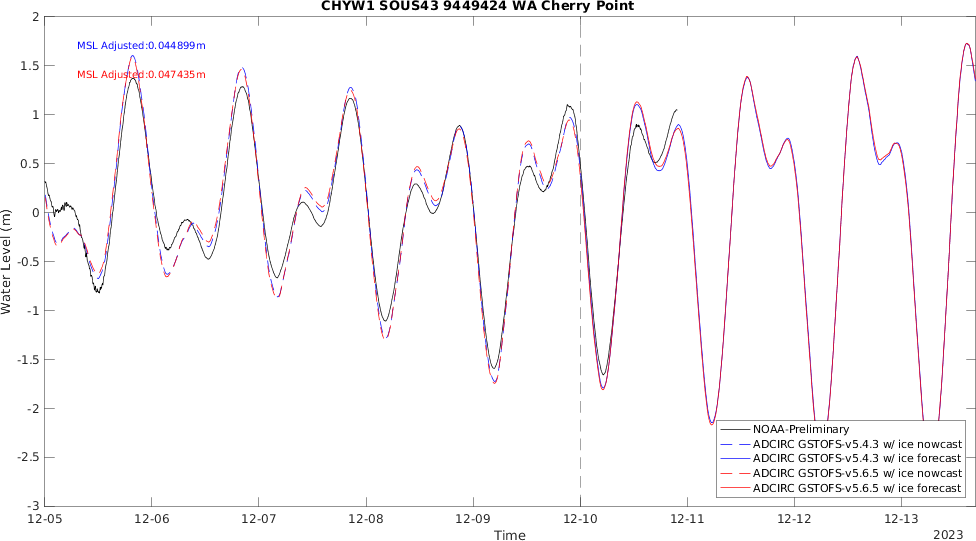 CHYW1 SOUS43 9449424 WA Cherry Point
MSL Adjusted:0.044899m
MSL Adjusted:0.047435m
Water Level (m)
2
1.5
1
0.5
0
-0.5
-1
-1.5
-2
-2.5
-3
NOAA-Preliminary
ADCIRC GSTOFS-v5.4.3 w/ ice nowcast
ADCIRC GSTOFS-v5.4.3 w/ ice forecast
ADCIRC GSTOFS-v5.6.5 w/ ice nowcast
ADCIRC GSTOFS-v5.6.5 w/ ice forecast
12-05 12-06 12-07 12-08 12-09 12-10 12-11 12-12 12-13
Time
2023